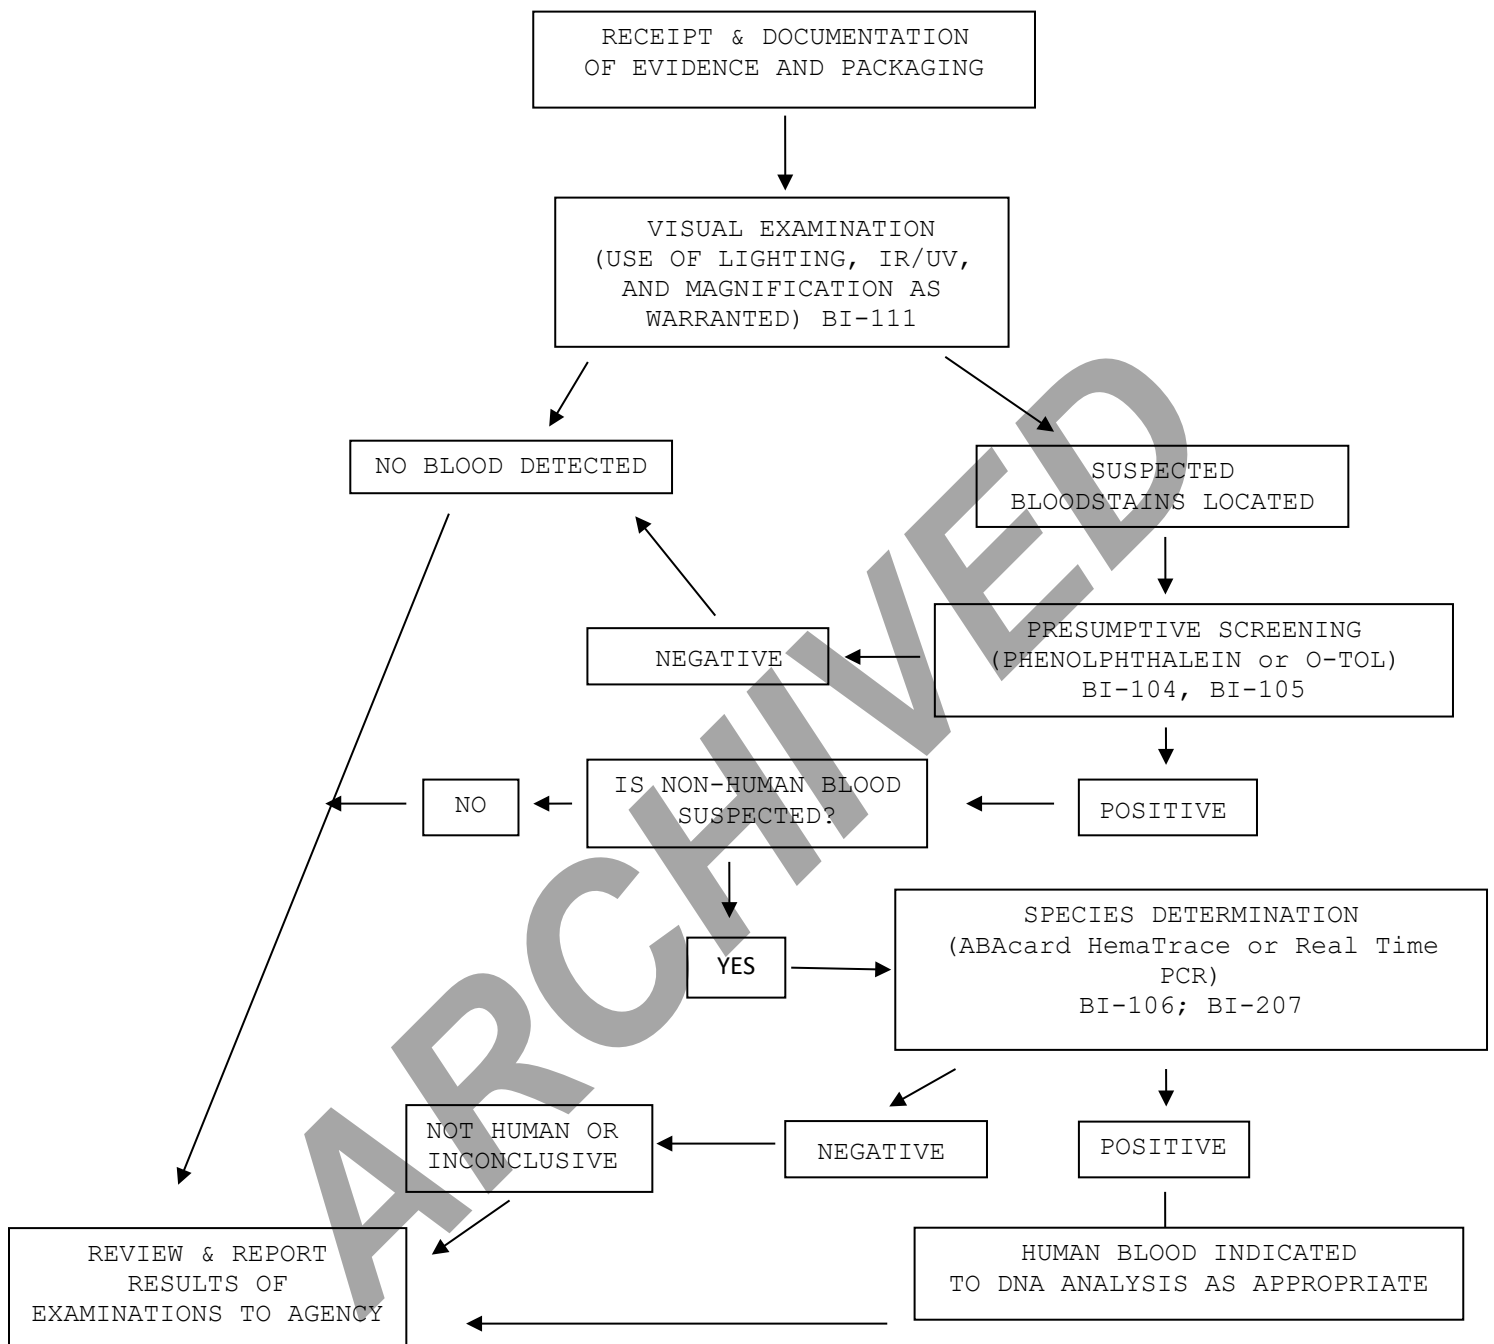 RECEIPT & DOCUMENTATION
OF EVIDENCE AND PACKAGING
VISUAL EXAMINATION
(USE OF LIGHTING, IR/UV,
AND MAGNIFICATION AS
WARRANTED) BI-111
NO BLOOD DETECTED
SUSPECTED
BLOODSTAINS LOCATED
PRESUMPTIVE SCREENING
(PHENOLPHTHALEIN or O-TOL)
BI-104, BI-105
NEGATIVE
IS NON-HUMAN BLOOD
SUSPECTED?
NO
POSITIVE
YES
SPECIES DETERMINATION
(ABAcard HemaTrace or Real Time
PCR)
BI-106; BI-207
NOT HUMAN OR
INCONCLUSIVE
NEGATIVE
POSITIVE
REVIEW & REPORT
RESULTS OF
EXAMINATIONS TO AGENCY
HUMAN BLOOD INDICATED
TO DNA ANALYSIS AS APPROPRIATE
ARCHIVED